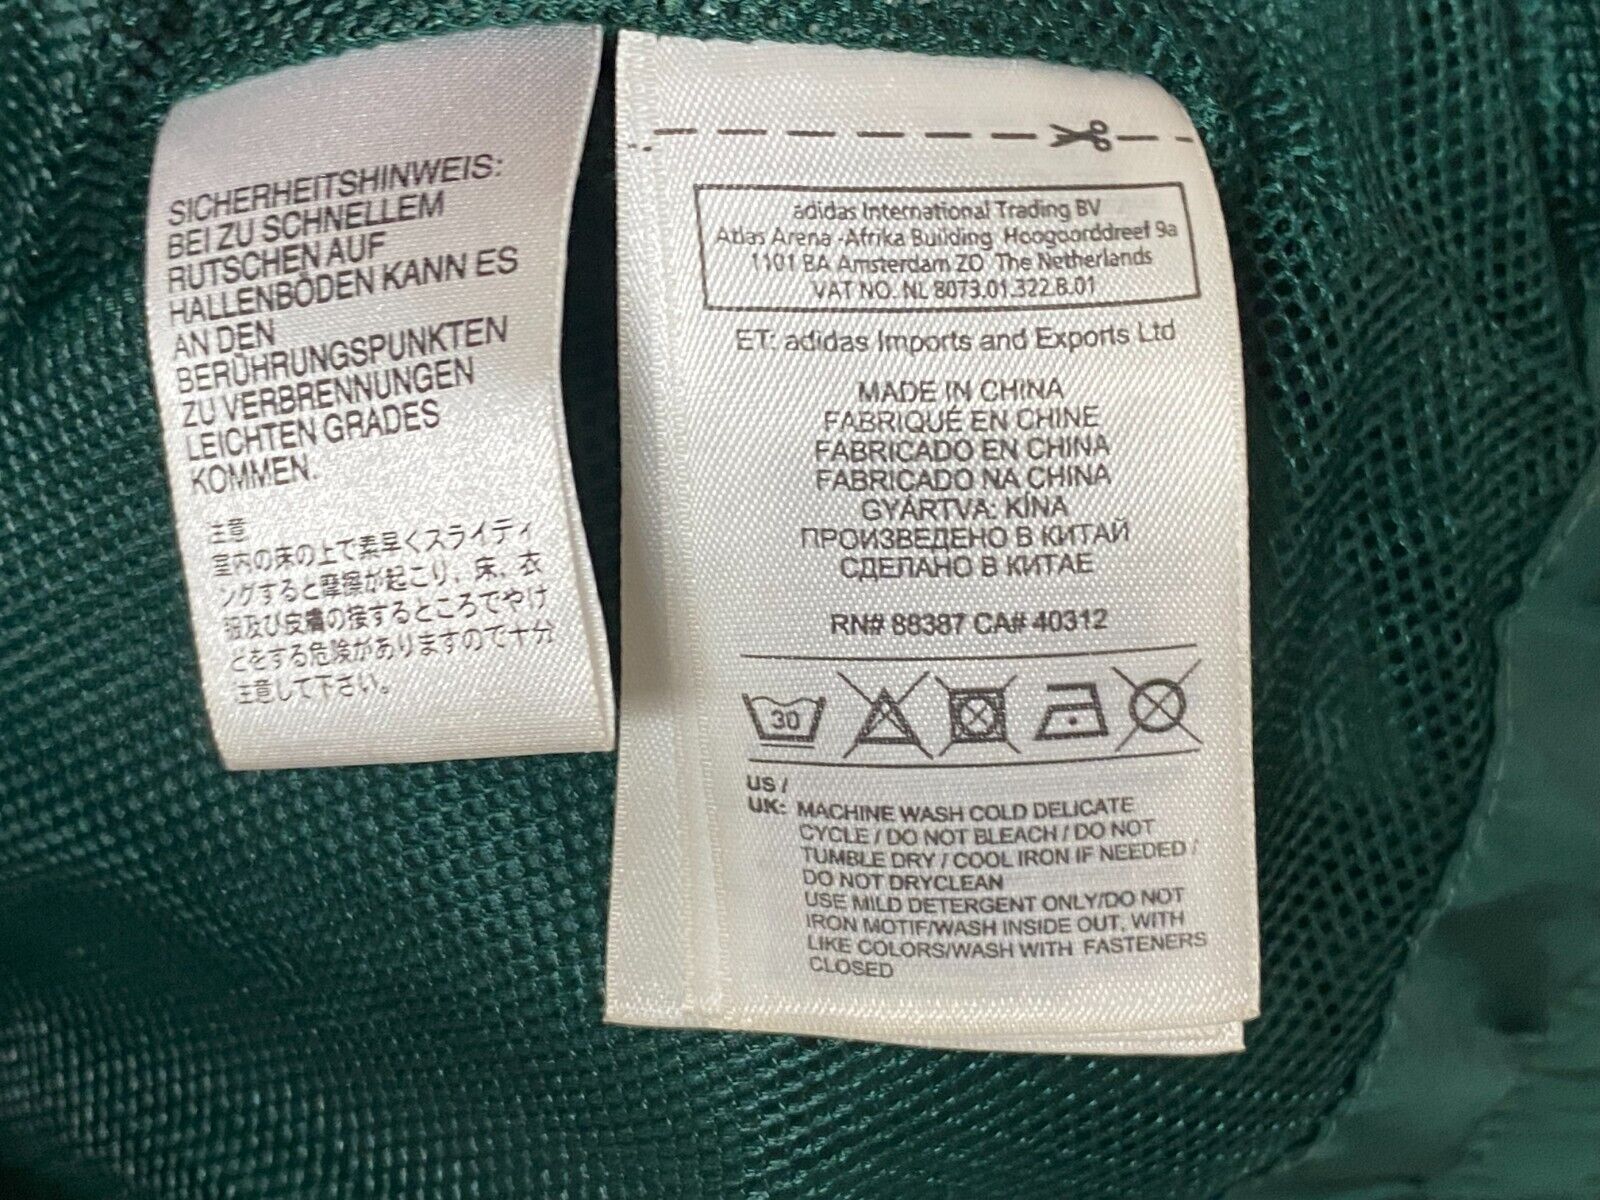 SICHERHEITSHINWEIS:
BEI ZU SCHNELLEM
RUTSCHEN AUF
HALLENBÖDEN KANN ES
AN DEN
BERÜHRUNGSPUNKTEN
ZU VERBRENNUNGEN
LEICHTEN GRADES
KOMMEN.
注意
室内の床の上で素早くスライディ
ングすると摩擦が起こり、床、衣
服及び皮膚の接するところでやけ
どをする危険がありますので十分
注意して下さい。
adidas International Trading BV
Atlas Arena -Afrika Building Hoogoorddreef 9a
1101 BA Amsterdam ZO The Netherlands
VAT NO. NL 8073.01.322.B.01
ET: adidas Imports and Exports Ltd
MADE IN CHINA
FABRIQUÉ EN CHINE
FABRICADO EN CHINA
FABRICADO NA CHINA
GYÁRTVA: KÍNA
ПРОИЗВЕДЕНО В КИТАЙ
СДЕЛАНО В КИТАЕ
RN# 88387 CA# 40312
30
US /
UK: MACHINE WASH COLD DELICATE
CYCLE / DO NOT BLEACH / DO NOT
TUMBLE DRY / COOL IRON IF NEEDED /
DO NOT DRYCLEAN
USE MILD DETERGENT ONLY/DO NOT
IRON MOTIF/WASH INSIDE OUT, WITH
LIKE COLORS/WASH WITH FASTENERS
CLOSED